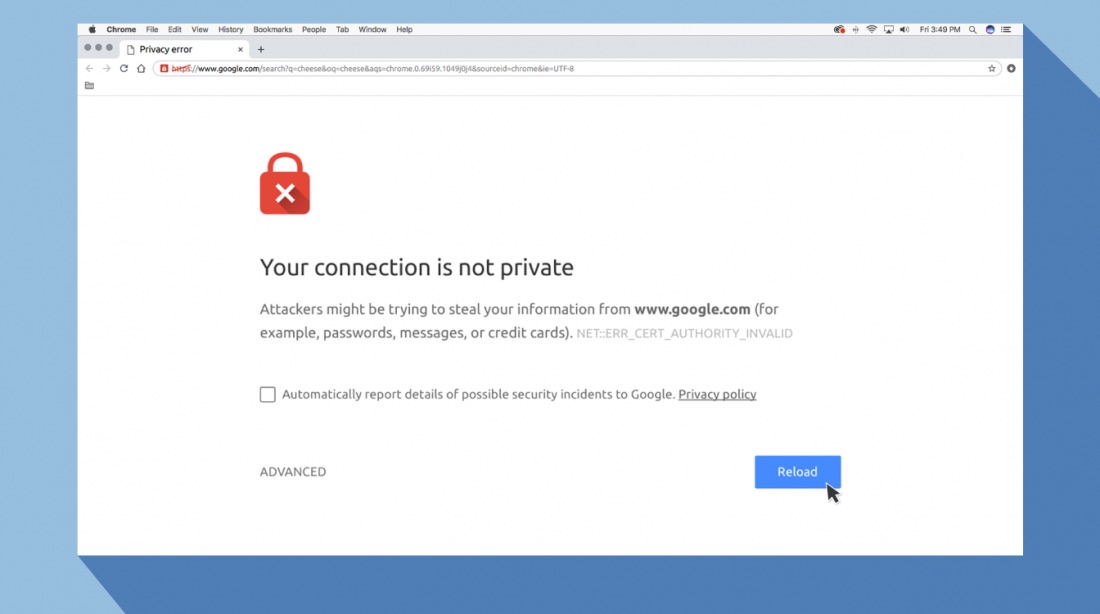 Chrome File Edit View History Bookmarks People Tab Window Help Fri 3:49 PM
Privacy error
https://www.google.com/search?q=cheese&oq=cheese&aqs=chrome.0.69i59.1049j0j4&sourceid=chrome&ie=UTF-8
Your connection is not private
Attackers might be trying to steal your information from www.google.com (for
example, passwords, messages, or credit cards). NET::ERR_CERT_AUTHORITY_INVALID
Automatically report details of possible security incidents to Google. Privacy policy
ADVANCED Reload